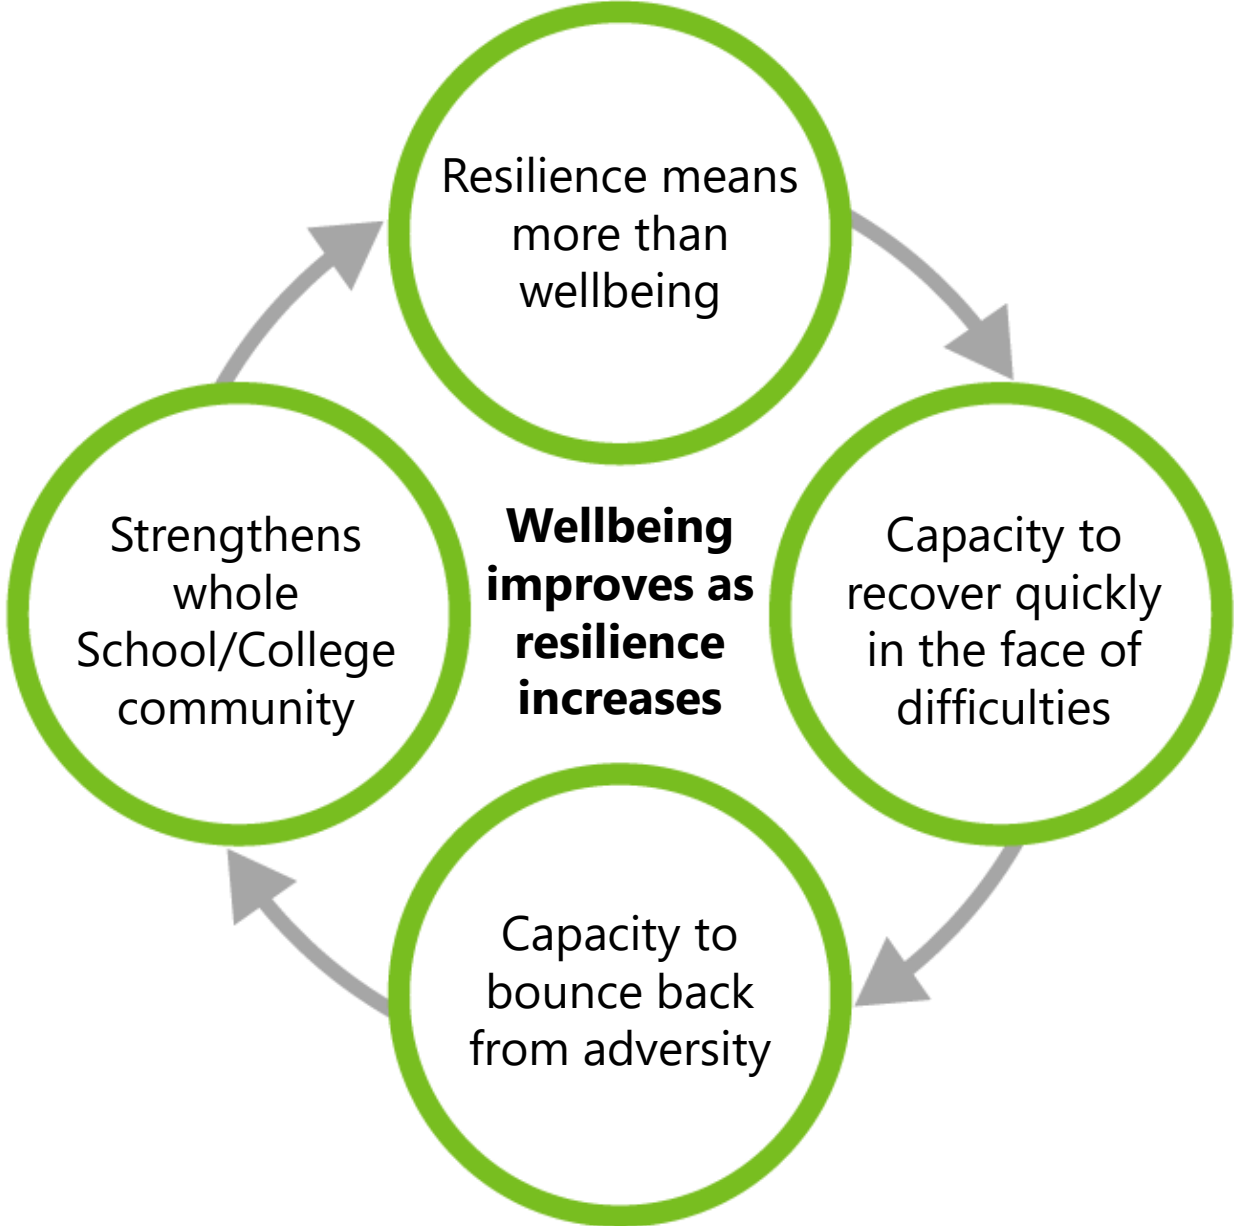 Resilience means
more than
wellbeing
Capacity to
recover quickly
in the face of
difficulties
Capacity to
bounce back
from adversity
Strengthens
whole
School/College
community
Wellbeing
improves as
resilience
increases